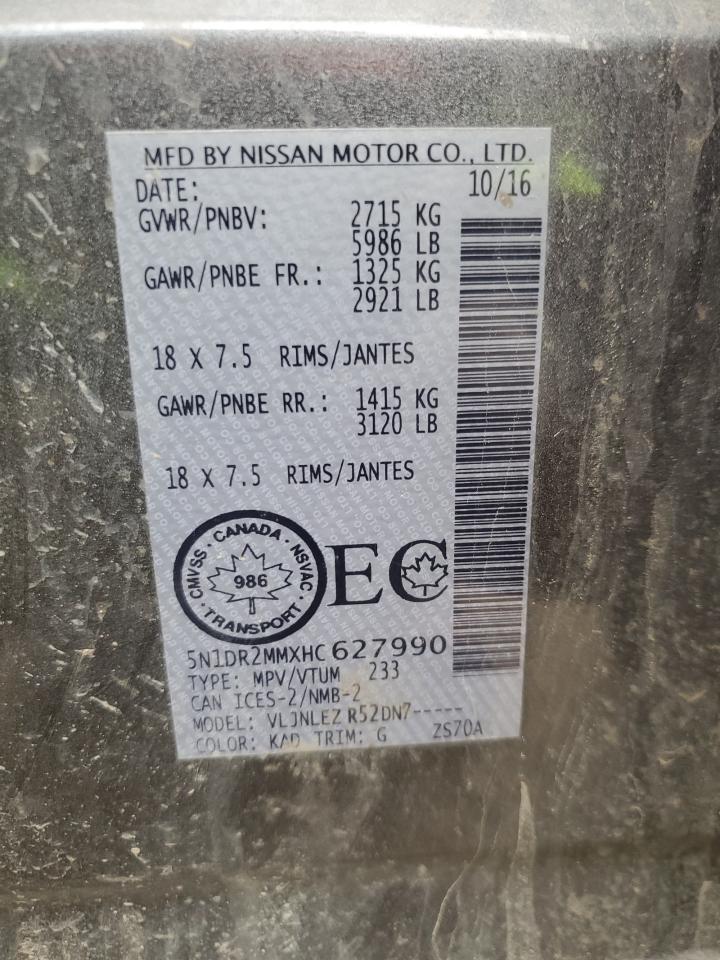 MFD BY NISSAN MOTOR CO., LTD.
DATE: 10/16
GVWR/PNBV: 2715 KG
5986 LB
GAWR/PNBE FR.: 1325 KG
2921 LB
18 X 7.5 RIMS/JANTES
GAWR/PNBE RR.: 1415 KG
3120 LB
18 X 7.5 RIMS/JANTES
CMVSS · CANADA · NSVAC · TRANSPORT ·
986
EC
5N1DR2MMXHC627990
TYPE: MPV/VTUM 233
CAN ICES-2/NMB-2
MODEL: VLJNLEZ R52DN7-----
COLOR: KAD TRIM: G ZS70A